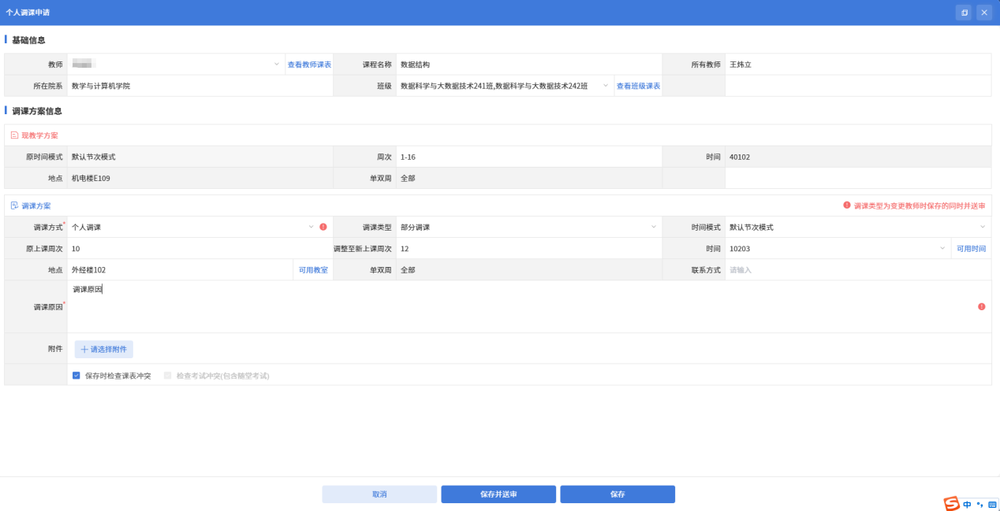 个人调课申请
基础信息
教师 查看教师课表 课程名称 数据结构 所有教师 王炜立
所在院系 数学与计算机学院 班级 数据科学与大数据技术241班,数据科学与大数据技术242班 查看班级课表
调课方案信息
现教学方案
原时间模式 默认节次模式 周次 1-16 时间 40102
地点 机电楼E109 单双周 全部
调课方案 调课类型为变更教师时保存的同时并送审
调课方式* 个人调课 调课类型 部分调课 时间模式 默认节次模式
原上课周次 10 调整至新上课周次 12 时间 10203 可用时间
地点 外经楼102 可用教室 单双周 全部 联系方式 请输入
调课原因* 调课原因
附件 请选择附件
保存时检查课表冲突 检查考试冲突(包含随堂考试)
取消 保存并送审 保存
中